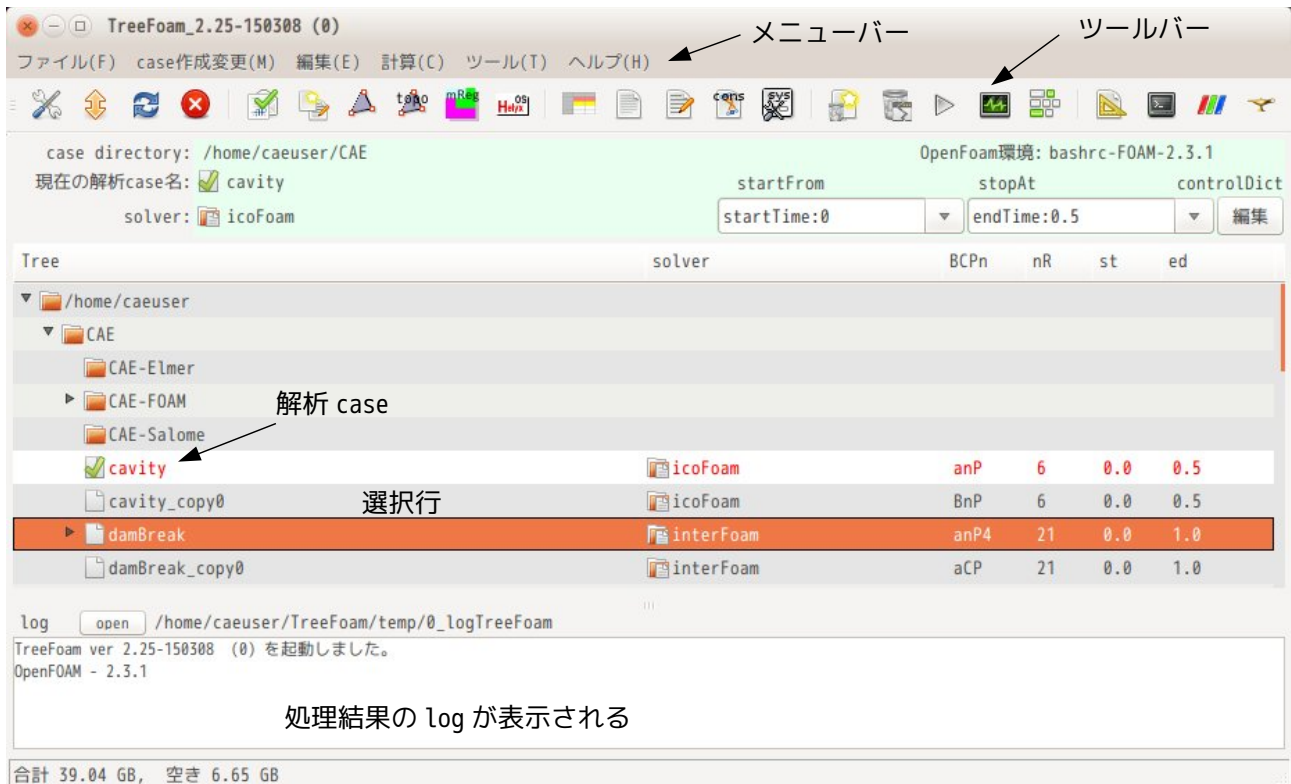 TreeFoam_2.25-150308 (0)
メニューバー
ツールバー
ファイル(F) case作成変更(M) 編集(E) 計算(C) ツール(T) ヘルプ(H)
topo mReg Helyx OS cons sys
case directory: /home/caeuser/CAE
OpenFoam環境: bashrc-FOAM-2.3.1
現在の解析case名: cavity
startFrom stopAt controlDict
solver: icoFoam
startTime:0 endTime:0.5 編集
Tree solver BCPn nR st ed
/home/caeuser
CAE
CAE-Elmer
CAE-FOAM
解析 case
CAE-Salome
cavity icoFoam anP 6 0.0 0.5
cavity_copy0 選択行 icoFoam BnP 6 0.0 0.5
damBreak interFoam anP4 21 0.0 1.0
damBreak_copy0 interFoam aCP 21 0.0 1.0
log open /home/caeuser/TreeFoam/temp/0_logTreeFoam
TreeFoam ver 2.25-150308 (0) を起動しました。
OpenFOAM - 2.3.1
処理結果の log が表示される
合計 39.04 GB, 空き 6.65 GB